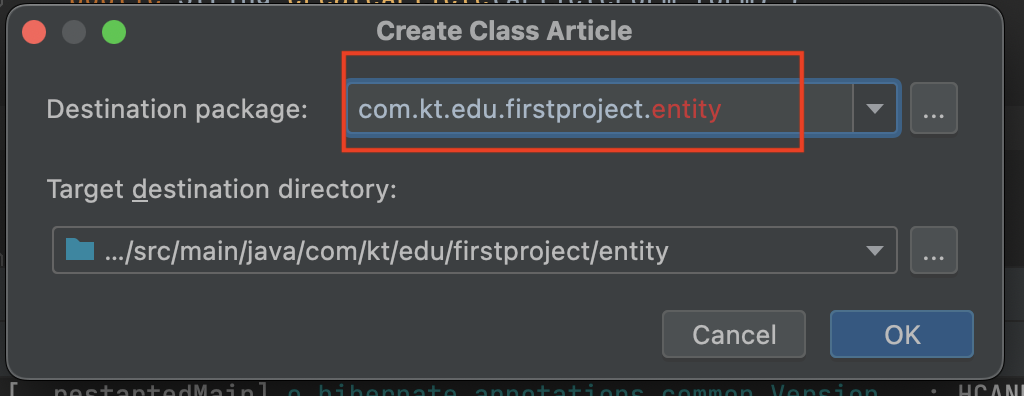 Create Class Article
Destination package: com.kt.edu.firstproject.entity ...
Target destination directory:
.../src/main/java/com/kt/edu/firstproject/entity ...
Cancel OK
[ restartedMain] o.hibernate.annotations.common.Version : HCANN